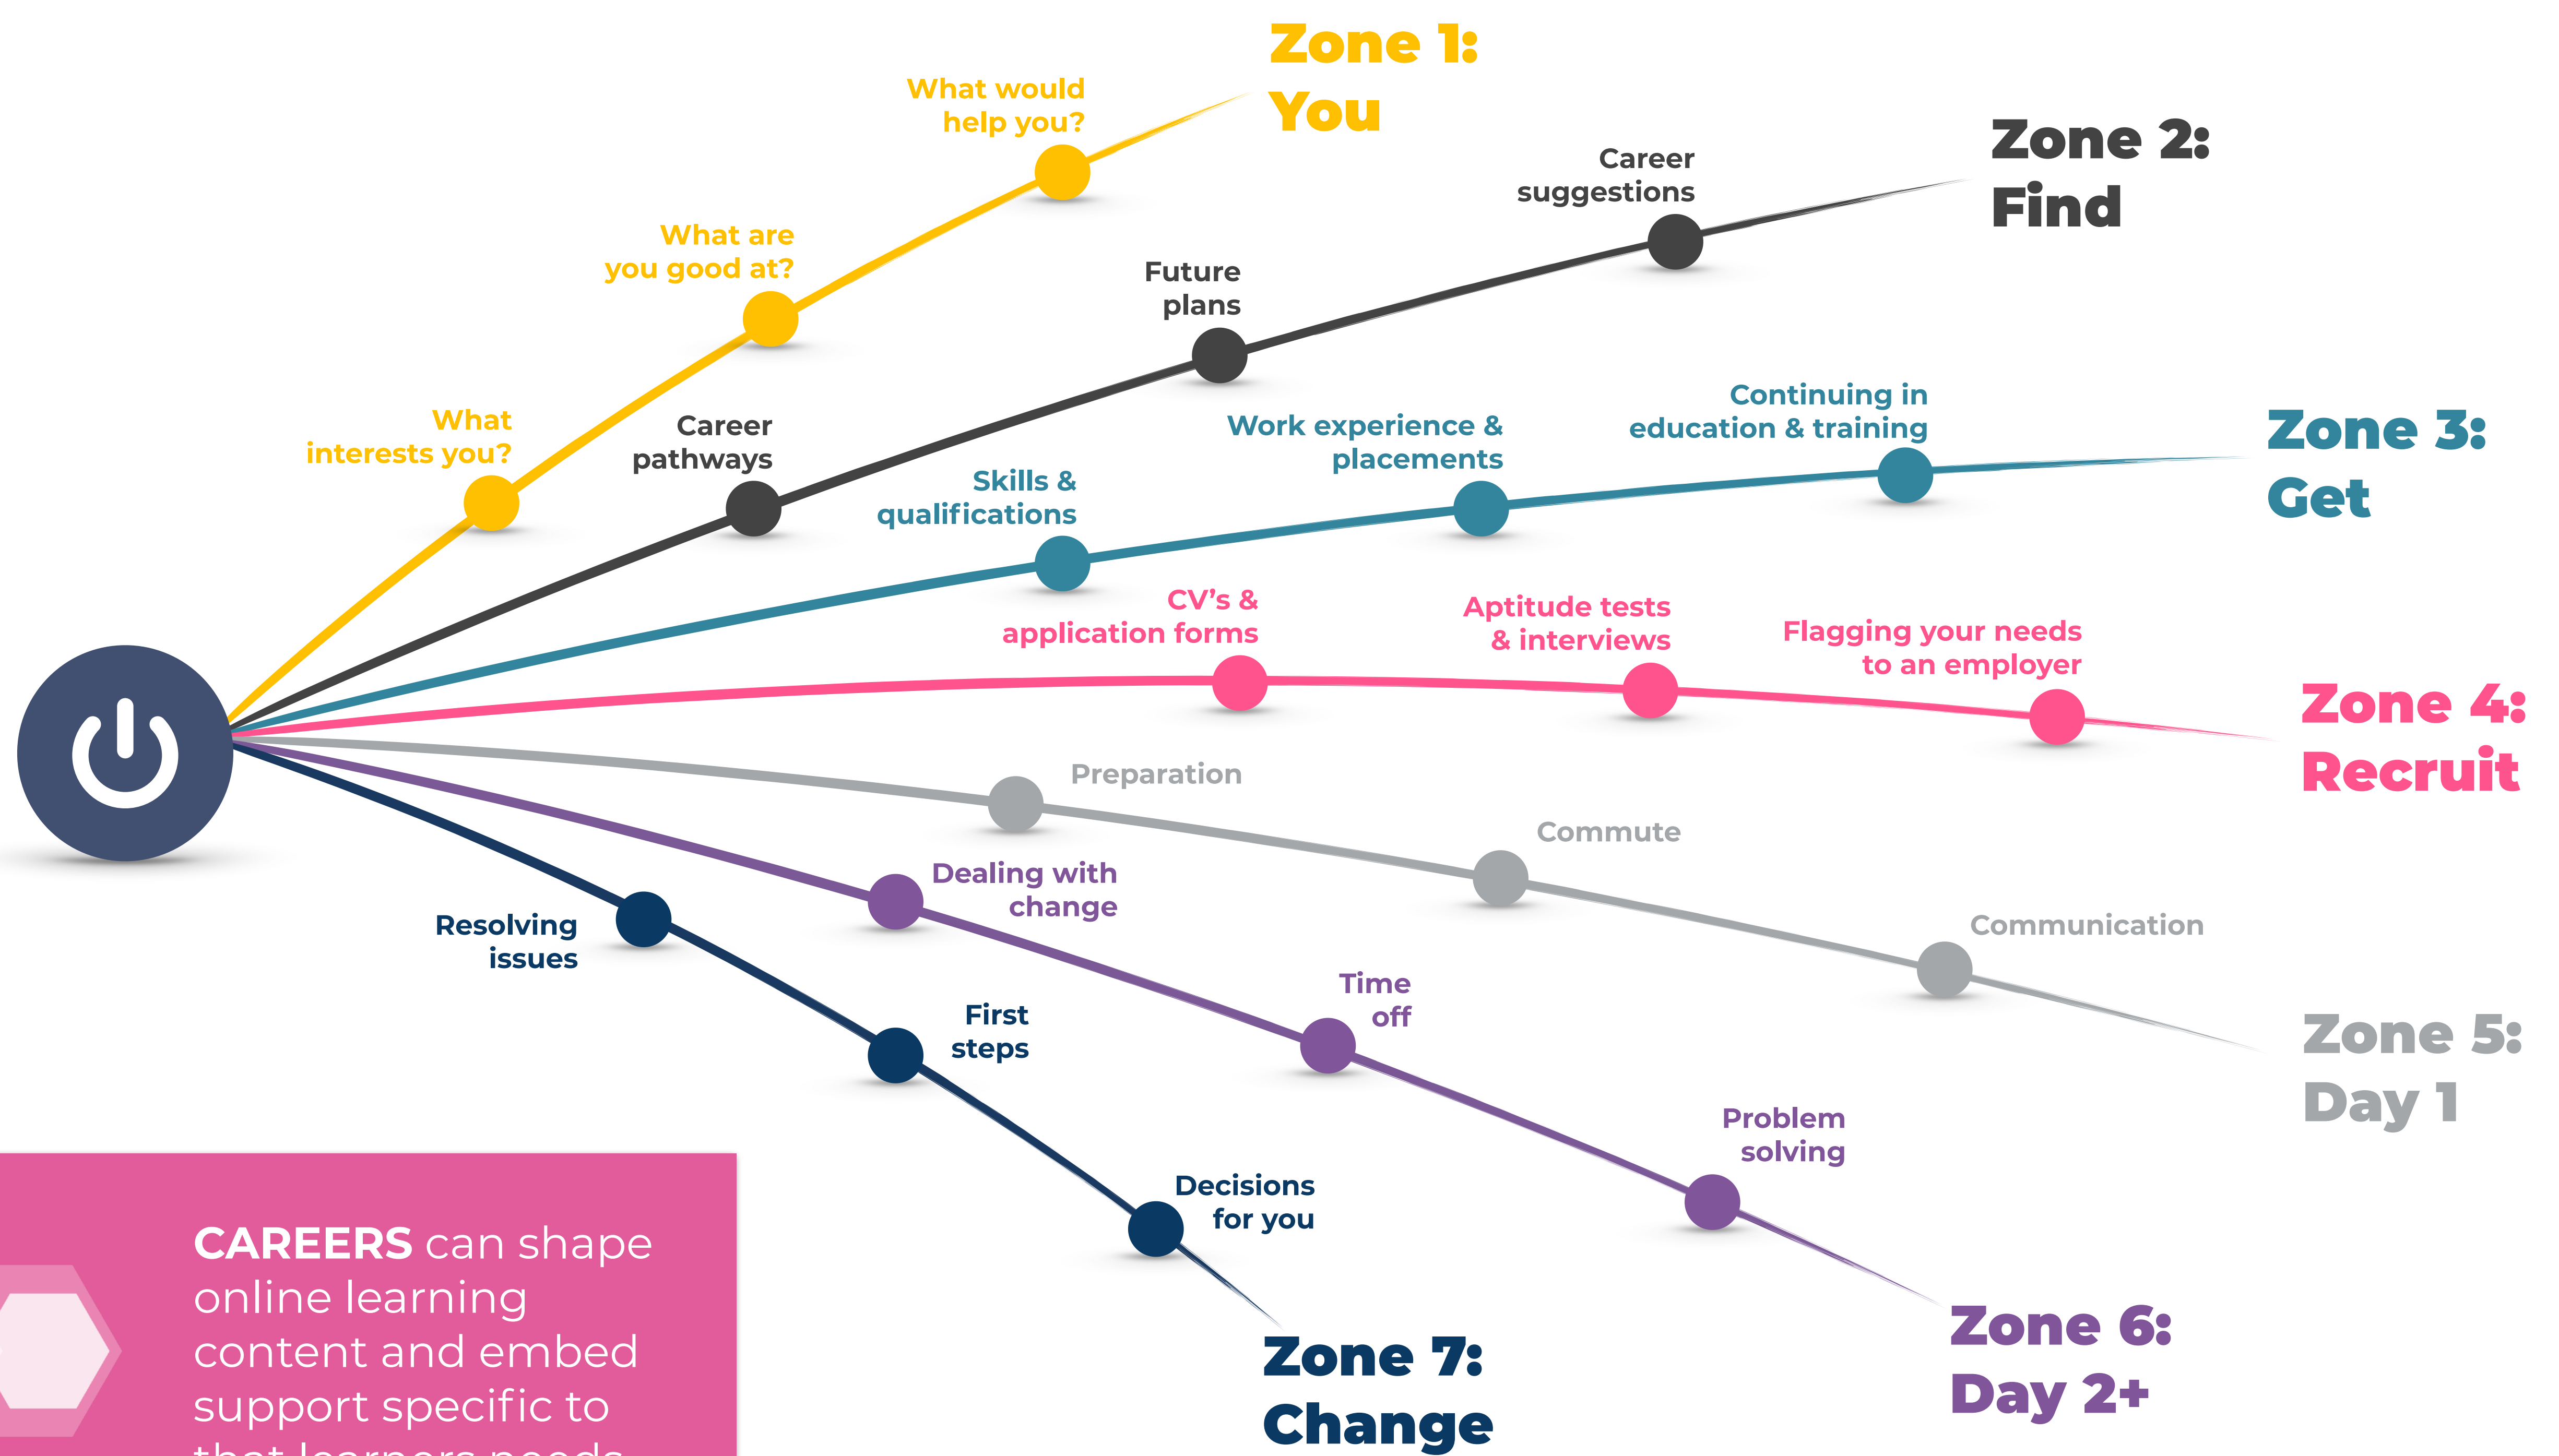 Zone 1:
You
What would
help you?
What are
you good at?
What
interests you?
Zone 2:
Find
Career
suggestions
Future
plans
Career
pathways
Zone 3:
Get
Continuing in
education & training
Work experience &
placements
Skills &
qualifications
Zone 4:
Recruit
CV’s &
application forms
Aptitude tests
& interviews
Flagging your needs
to an employer
Preparation
Commute
Communication
Zone 5:
Day 1
Dealing with
change
Time
off
Problem
solving
Zone 6:
Day 2+
Resolving
issues
First
steps
Decisions
for you
Zone 7:
Change
CAREERS can shape
online learning
content and embed
support specific to
that learners needs